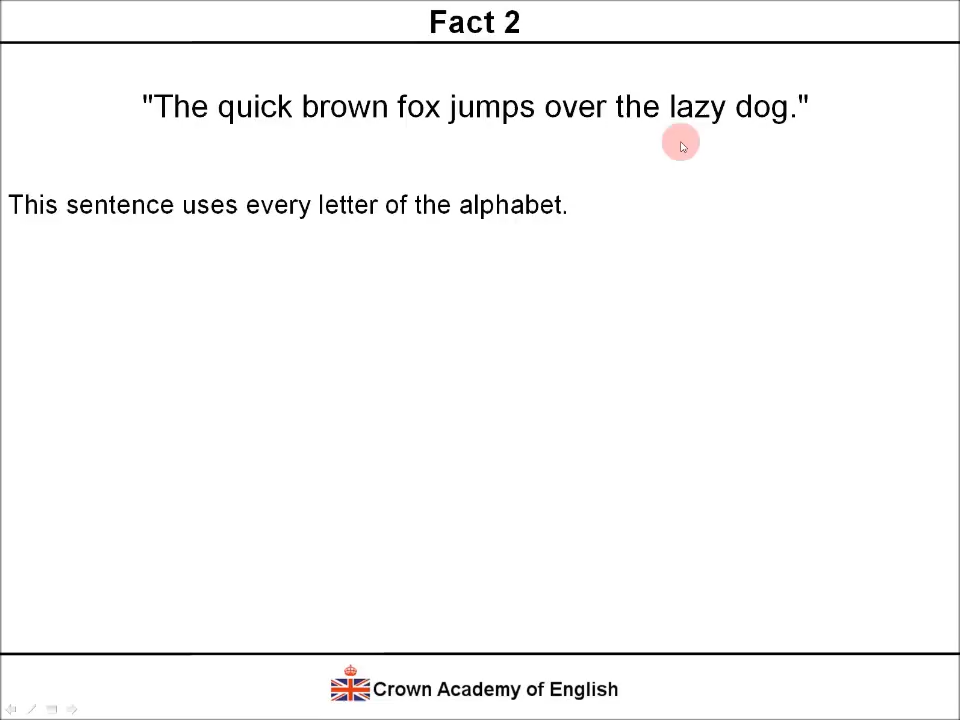 Fact 2
"The quick brown fox jumps over the lazy dog."
This sentence uses every letter of the alphabet.
Crown Academy of English